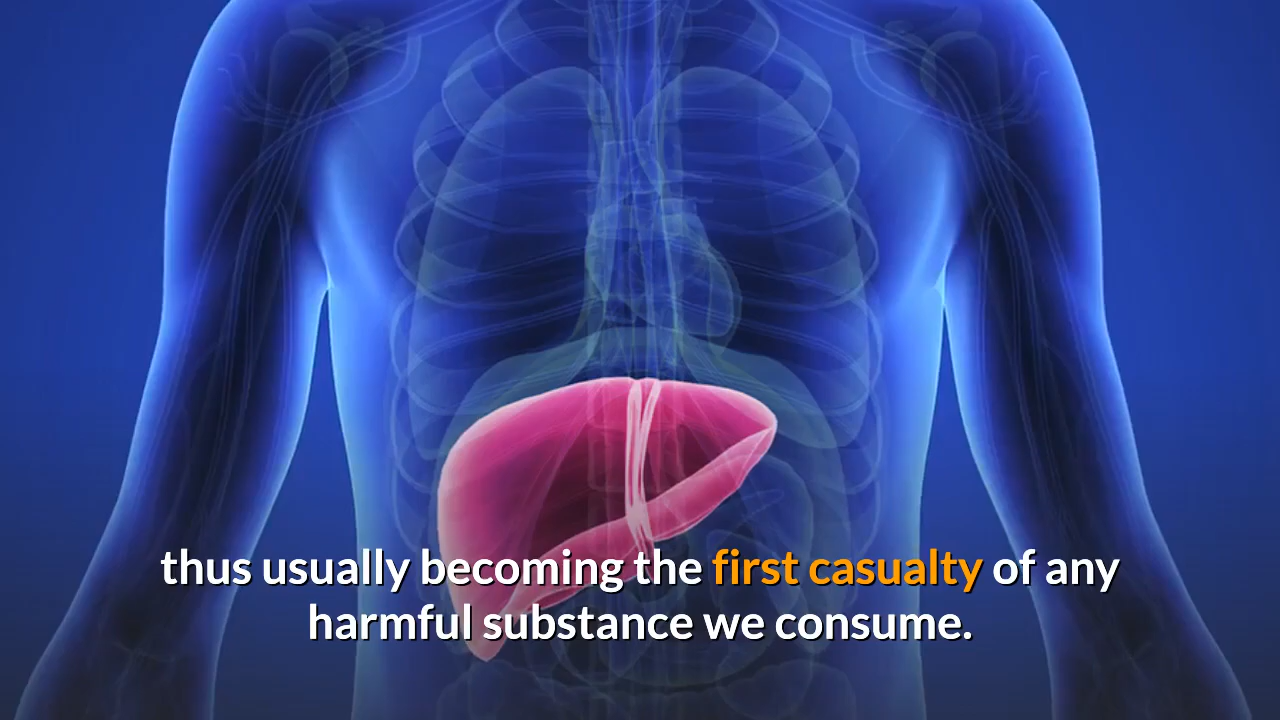 thus usually becoming the first casualty of any
harmful substance we consume.